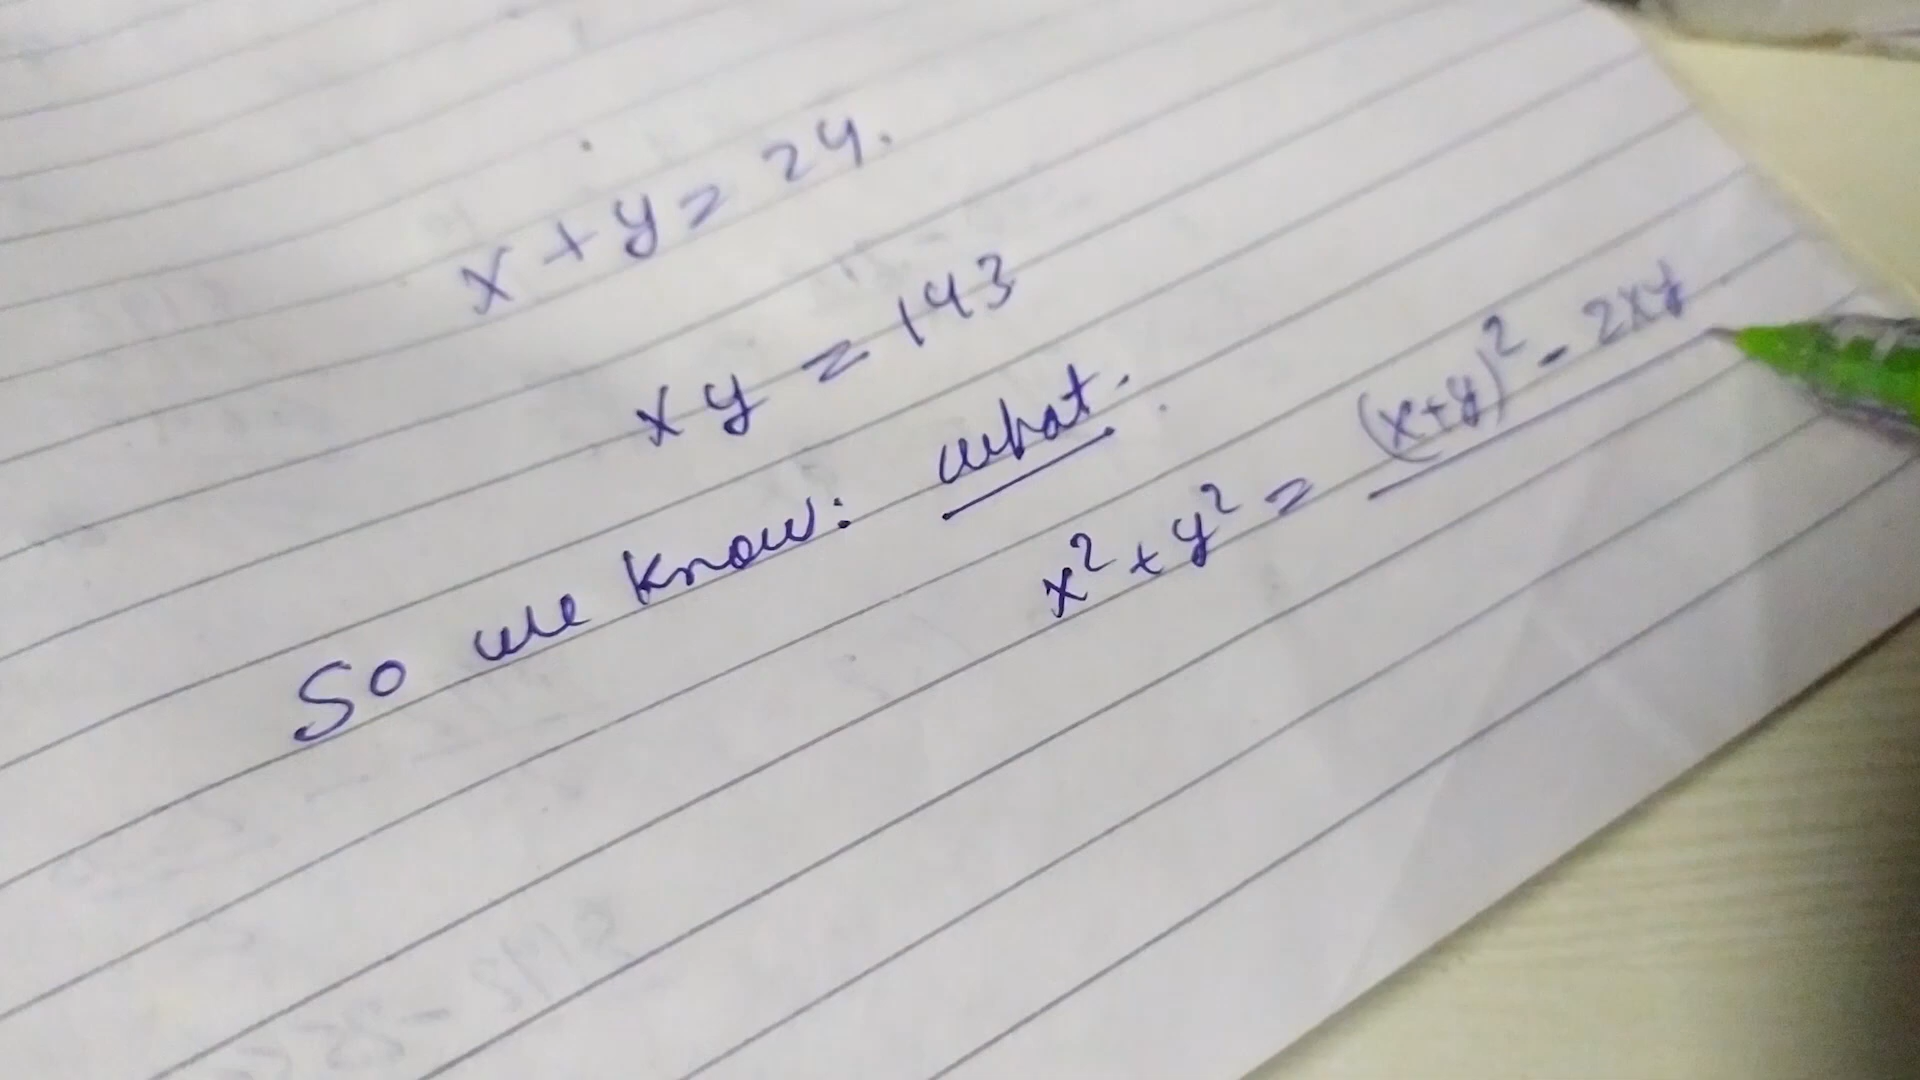 x + y = 24.
xy = 143
So we know: what.
x² + y² = (x+y)² - 2xy